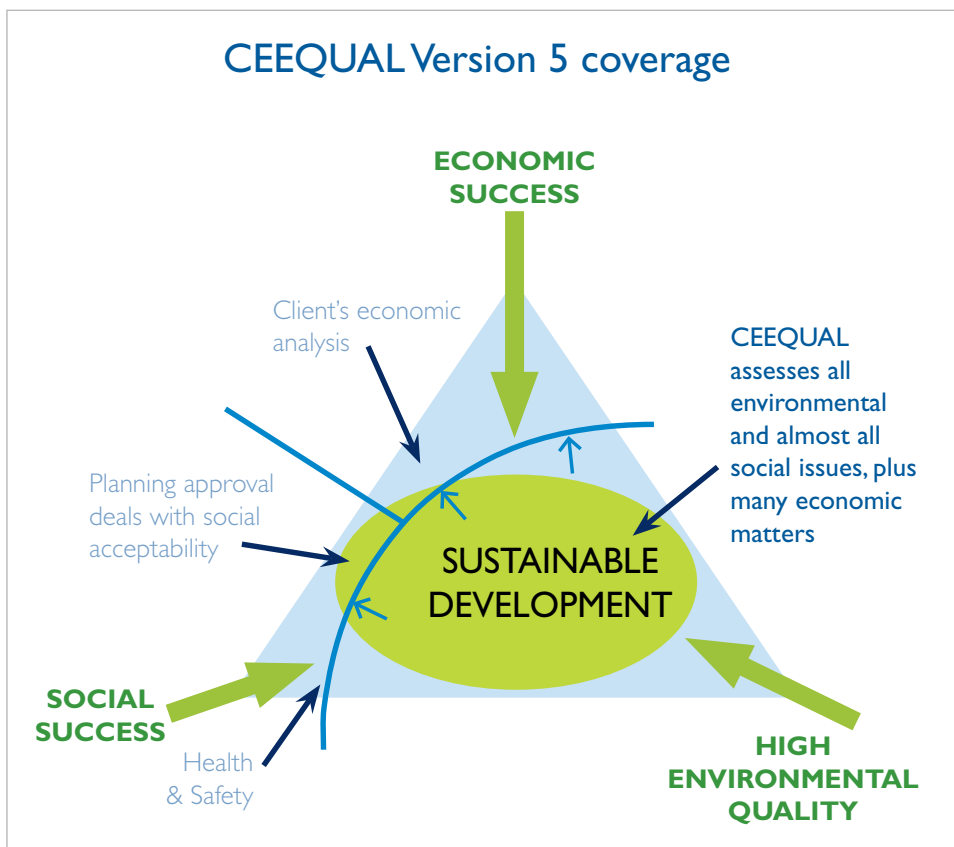 CEEQUAL Version 5 coverage
ECONOMIC
SUCCESS
Client's economic
analysis
CEEQUAL
assesses all
environmental
and almost all
social issues, plus
many economic
matters
Planning approval
deals with social
acceptability
SUSTAINABLE
DEVELOPMENT
SOCIAL
SUCCESS
Health
& Safety
HIGH
ENVIRONMENTAL
QUALITY